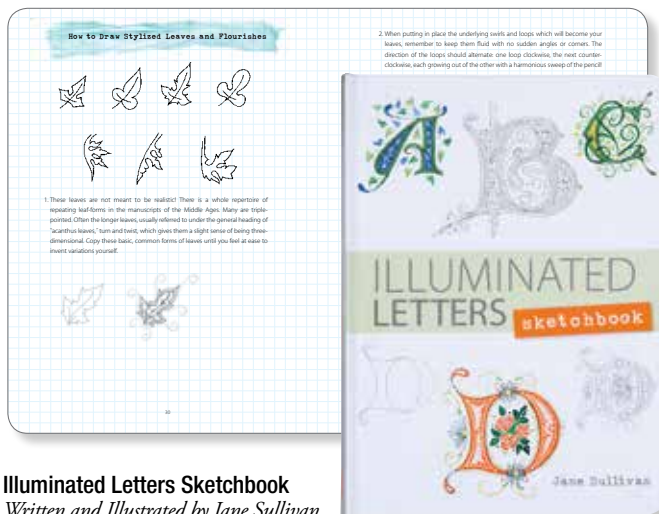 How to Draw Stylized Leaves and Flourishes
1. These leaves are not meant to be realistic! There is a whole repertoire of
repeating leaf-forms in the manuscripts of the Middle Ages. Many are triple-
pointed. Often the longer leaves, usually referred to under the general heading of
"acanthus leaves," turn and twist, which gives them a slight sense of being three-
dimensional. Copy these basic, common forms of leaves until you feel at ease to
invent variations yourself.
2. When putting in place the underlying swirls and loops which will become your
leaves, remember to keep them fluid with no sudden angles or corners. The
direction of the loops should alternate: one loop clockwise, the next counter-
clockwise, each growing out of the other with a harmonious sweep of the pencil!
A B C
ILLUMINATED
LETTERS sketchbook
D D D
Jane Sullivan
Illuminated Letters Sketchbook
Written and Illustrated by Jane Sullivan